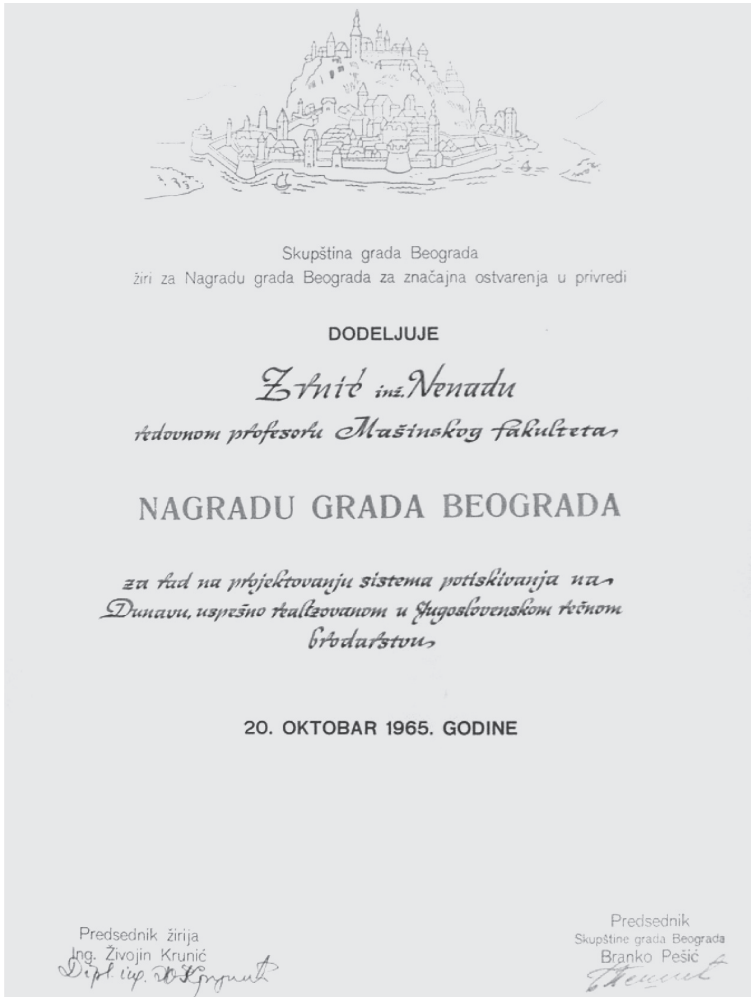 Skupština grada Beograda
žiri za Nagradu grada Beograda za značajna ostvarenja u privredi
DODELJUJE
Zrnić inž. Nenadu
redovnom profesoru Mašinskog fakulteta
NAGRADU GRADA BEOGRADA
za rad na projektovanju sistema potiskivanja na
Dunavu, uspešno realizovanom u Jugoslovenskom rečnom
brodarstvu
20. OKTOBAR 1965. GODINE
Predsednik žirija
Ing. Živojin Krunić
Dipl. ing.
Predsednik
Skupštine grada Beograda
Branko Pešić